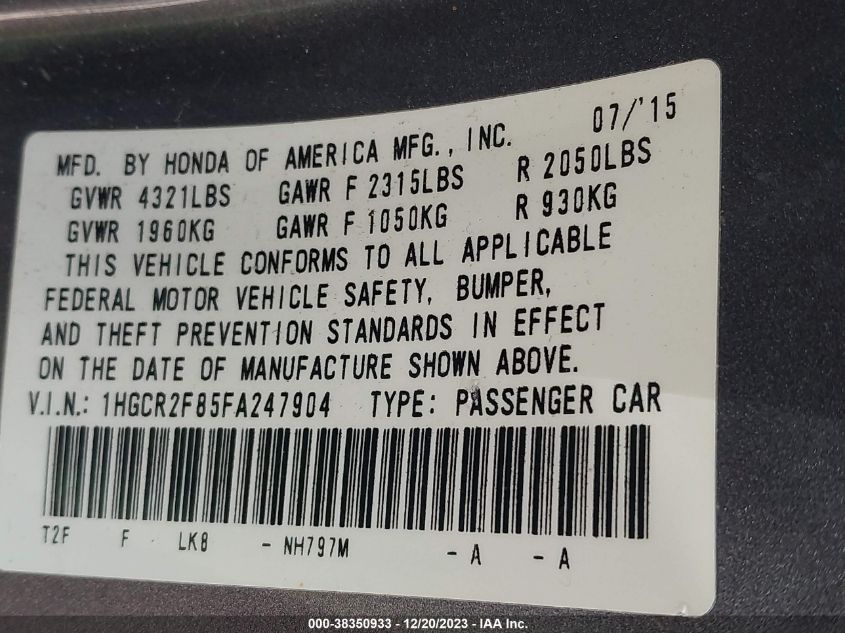 07/'15
MFD. BY HONDA OF AMERICA MFG., INC.
GVWR 4321LBS GAWR F 2315LBS R 2050LBS
GVWR 1960KG GAWR F 1050KG R 930KG
THIS VEHICLE CONFORMS TO ALL APPLICABLE
FEDERAL MOTOR VEHICLE SAFETY, BUMPER,
AND THEFT PREVENTION STANDARDS IN EFFECT
ON THE DATE OF MANUFACTURE SHOWN ABOVE.
V.I.N.: 1HGCR2F85FA247904 TYPE: PASSENGER CAR
T2F F LK8 - NH797M - A - A
000-38350933 - 12/20/2023 - IAA Inc.